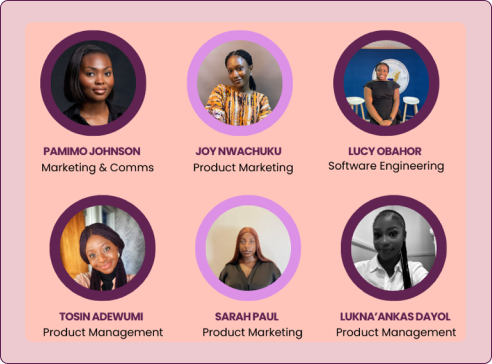 PAMIMO JOHNSON
Marketing & Comms
JOY NWACHUKU
Product Marketing
LUCY OBAHOR
Software Engineering
TOSIN ADEWUMI
Product Management
SARAH PAUL
Product Marketing
LUKNA’ANKAS DAYOL
Product Management